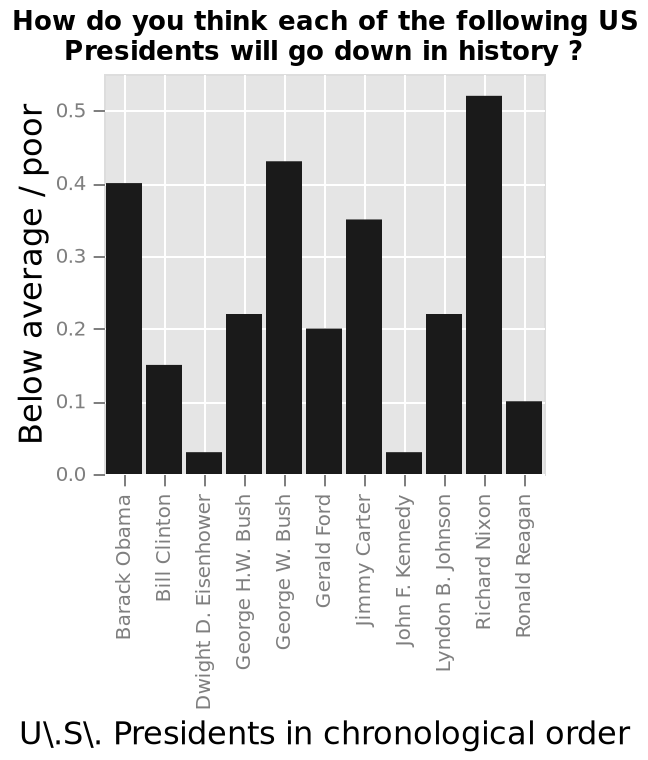 How do you think each of the following US
Presidents will go down in history ?
Below average / poor
0.5
0.4
0.3
0.2
0.1
0.0
Barack Obama
Bill Clinton
Dwight D. Eisenhower
George H.W. Bush
George W. Bush
Gerald Ford
Jimmy Carter
John F. Kennedy
Lyndon B. Johnson
Richard Nixon
Ronald Reagan
U\.S\. Presidents in chronological order